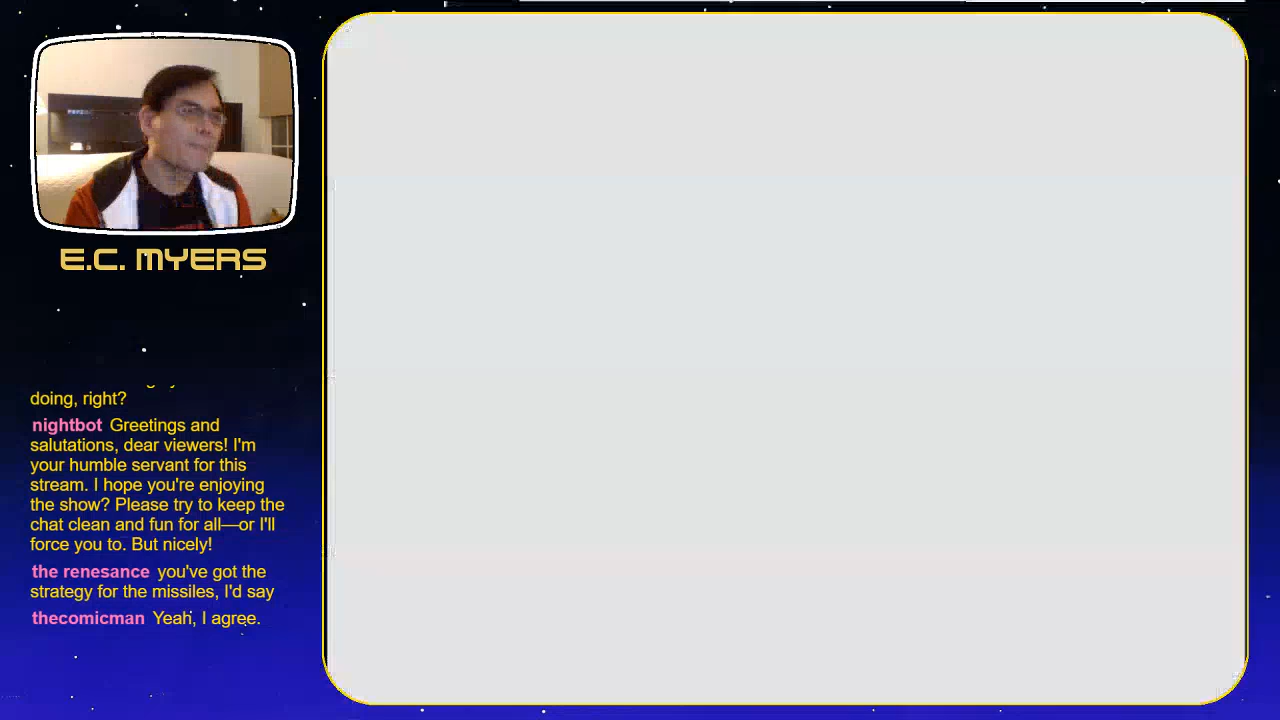 E.C. MYERS
doing, right?
nightbot Greetings and
salutations, dear viewers! I'm
your humble servant for this
stream. I hope you're enjoying
the show? Please try to keep the
chat clean and fun for all—or I'll
force you to. But nicely!
the renesance you've got the
strategy for the missiles, I'd say
thecomicman Yeah, I agree.